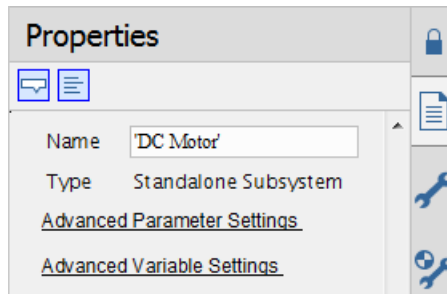 Properties
Name 'DC Motor'
Type Standalone Subsystem
Advanced Parameter Settings
Advanced Variable Settings